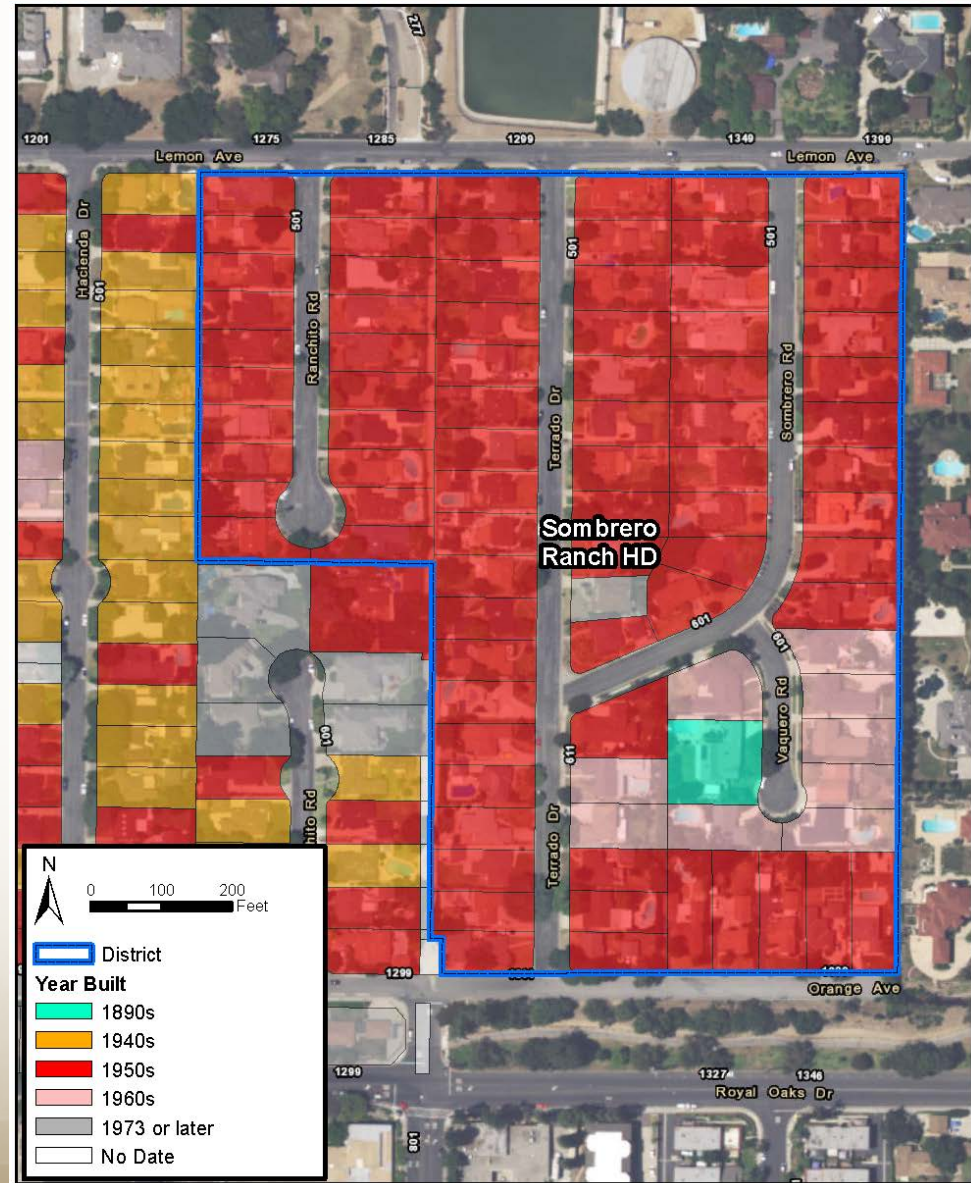 277
1201
1275
1285
1299
1349
1399
Lemon Ave
Lemon Ave
Hacienda Dr
501
501
Ranchito Rd
501
Terrado Dr
501
Sombrero Rd
Sombrero
Ranch HD
601
601
Vaquero Rd
601
611
Terrado Dr
hito Rd
1299
Orange Ave
1299
1327
1346
Royal Oaks Dr
801
N
0 100 200
Feet
District
Year Built
1890s
1940s
1950s
1960s
1973 or later
No Date